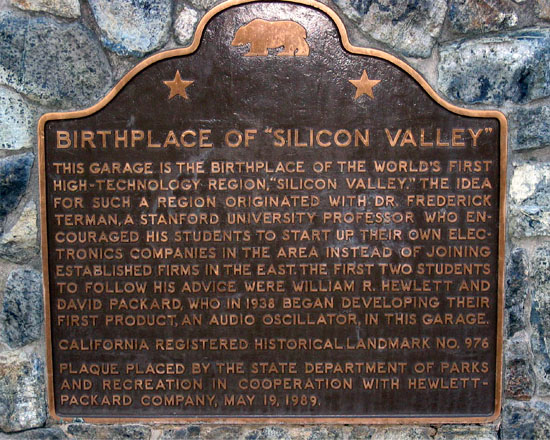 BIRTHPLACE OF "SILICON VALLEY"
THIS GARAGE IS THE BIRTHPLACE OF THE WORLD'S FIRST
HIGH-TECHNOLOGY REGION, "SILICON VALLEY." THE IDEA
FOR SUCH A REGION ORIGINATED WITH DR. FREDERICK
TERMAN, A STANFORD UNIVERSITY PROFESSOR WHO EN-
COURAGED HIS STUDENTS TO START UP THEIR OWN ELEC-
TRONICS COMPANIES IN THE AREA INSTEAD OF JOINING
ESTABLISHED FIRMS IN THE EAST. THE FIRST TWO STUDENTS
TO FOLLOW HIS ADVICE WERE WILLIAM R. HEWLETT AND
DAVID PACKARD, WHO IN 1938 BEGAN DEVELOPING THEIR
FIRST PRODUCT, AN AUDIO OSCILLATOR, IN THIS GARAGE.
CALIFORNIA REGISTERED HISTORICAL LANDMARK NO. 976
PLAQUE PLACED BY THE STATE DEPARTMENT OF PARKS
AND RECREATION IN COOPERATION WITH HEWLETT-
PACKARD COMPANY, MAY 19, 1989.